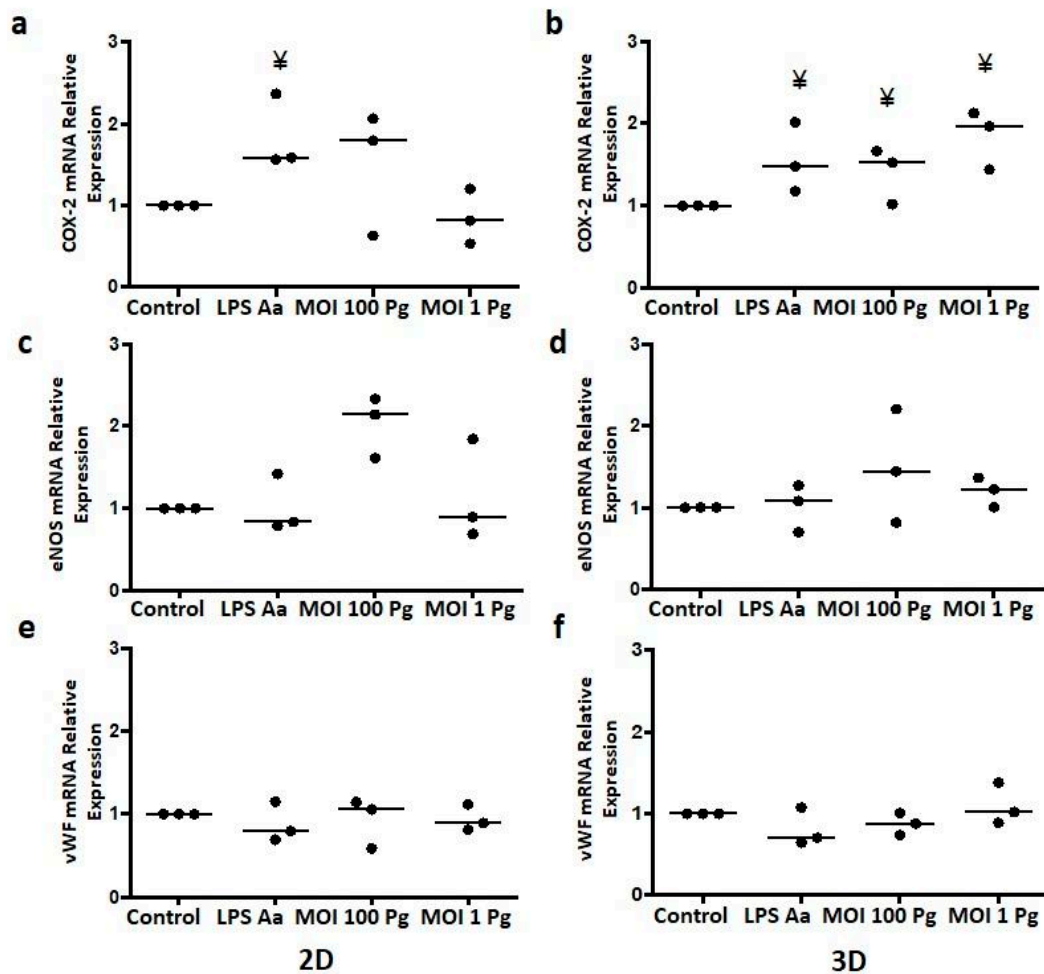 a
COX-2 mRNA Relative
Expression
3
2
1
0
¥
Control LPS Aa MOI 100 Pg MOI 1 Pg
b
COX-2 mRNA Relative
Expression
3
2
1
0
¥ ¥ ¥
Control LPS Aa MOI 100 Pg MOI 1 Pg
c
eNOS mRNA Relative
Expression
3
2
1
0
Control LPS Aa MOI 100 Pg MOI 1 Pg
d
eNOS mRNA Relative
Expression
3
2
1
0
Control LPS Aa MOI 100 Pg MOI 1 Pg
e
vWF mRNA Relative
Expression
3
2
1
0
Control LPS Aa MOI 100 Pg MOI 1 Pg
f
vWF mRNA Relative
Expression
3
2
1
0
Control LPS Aa MOI 100 Pg MOI 1 Pg
2D
3D